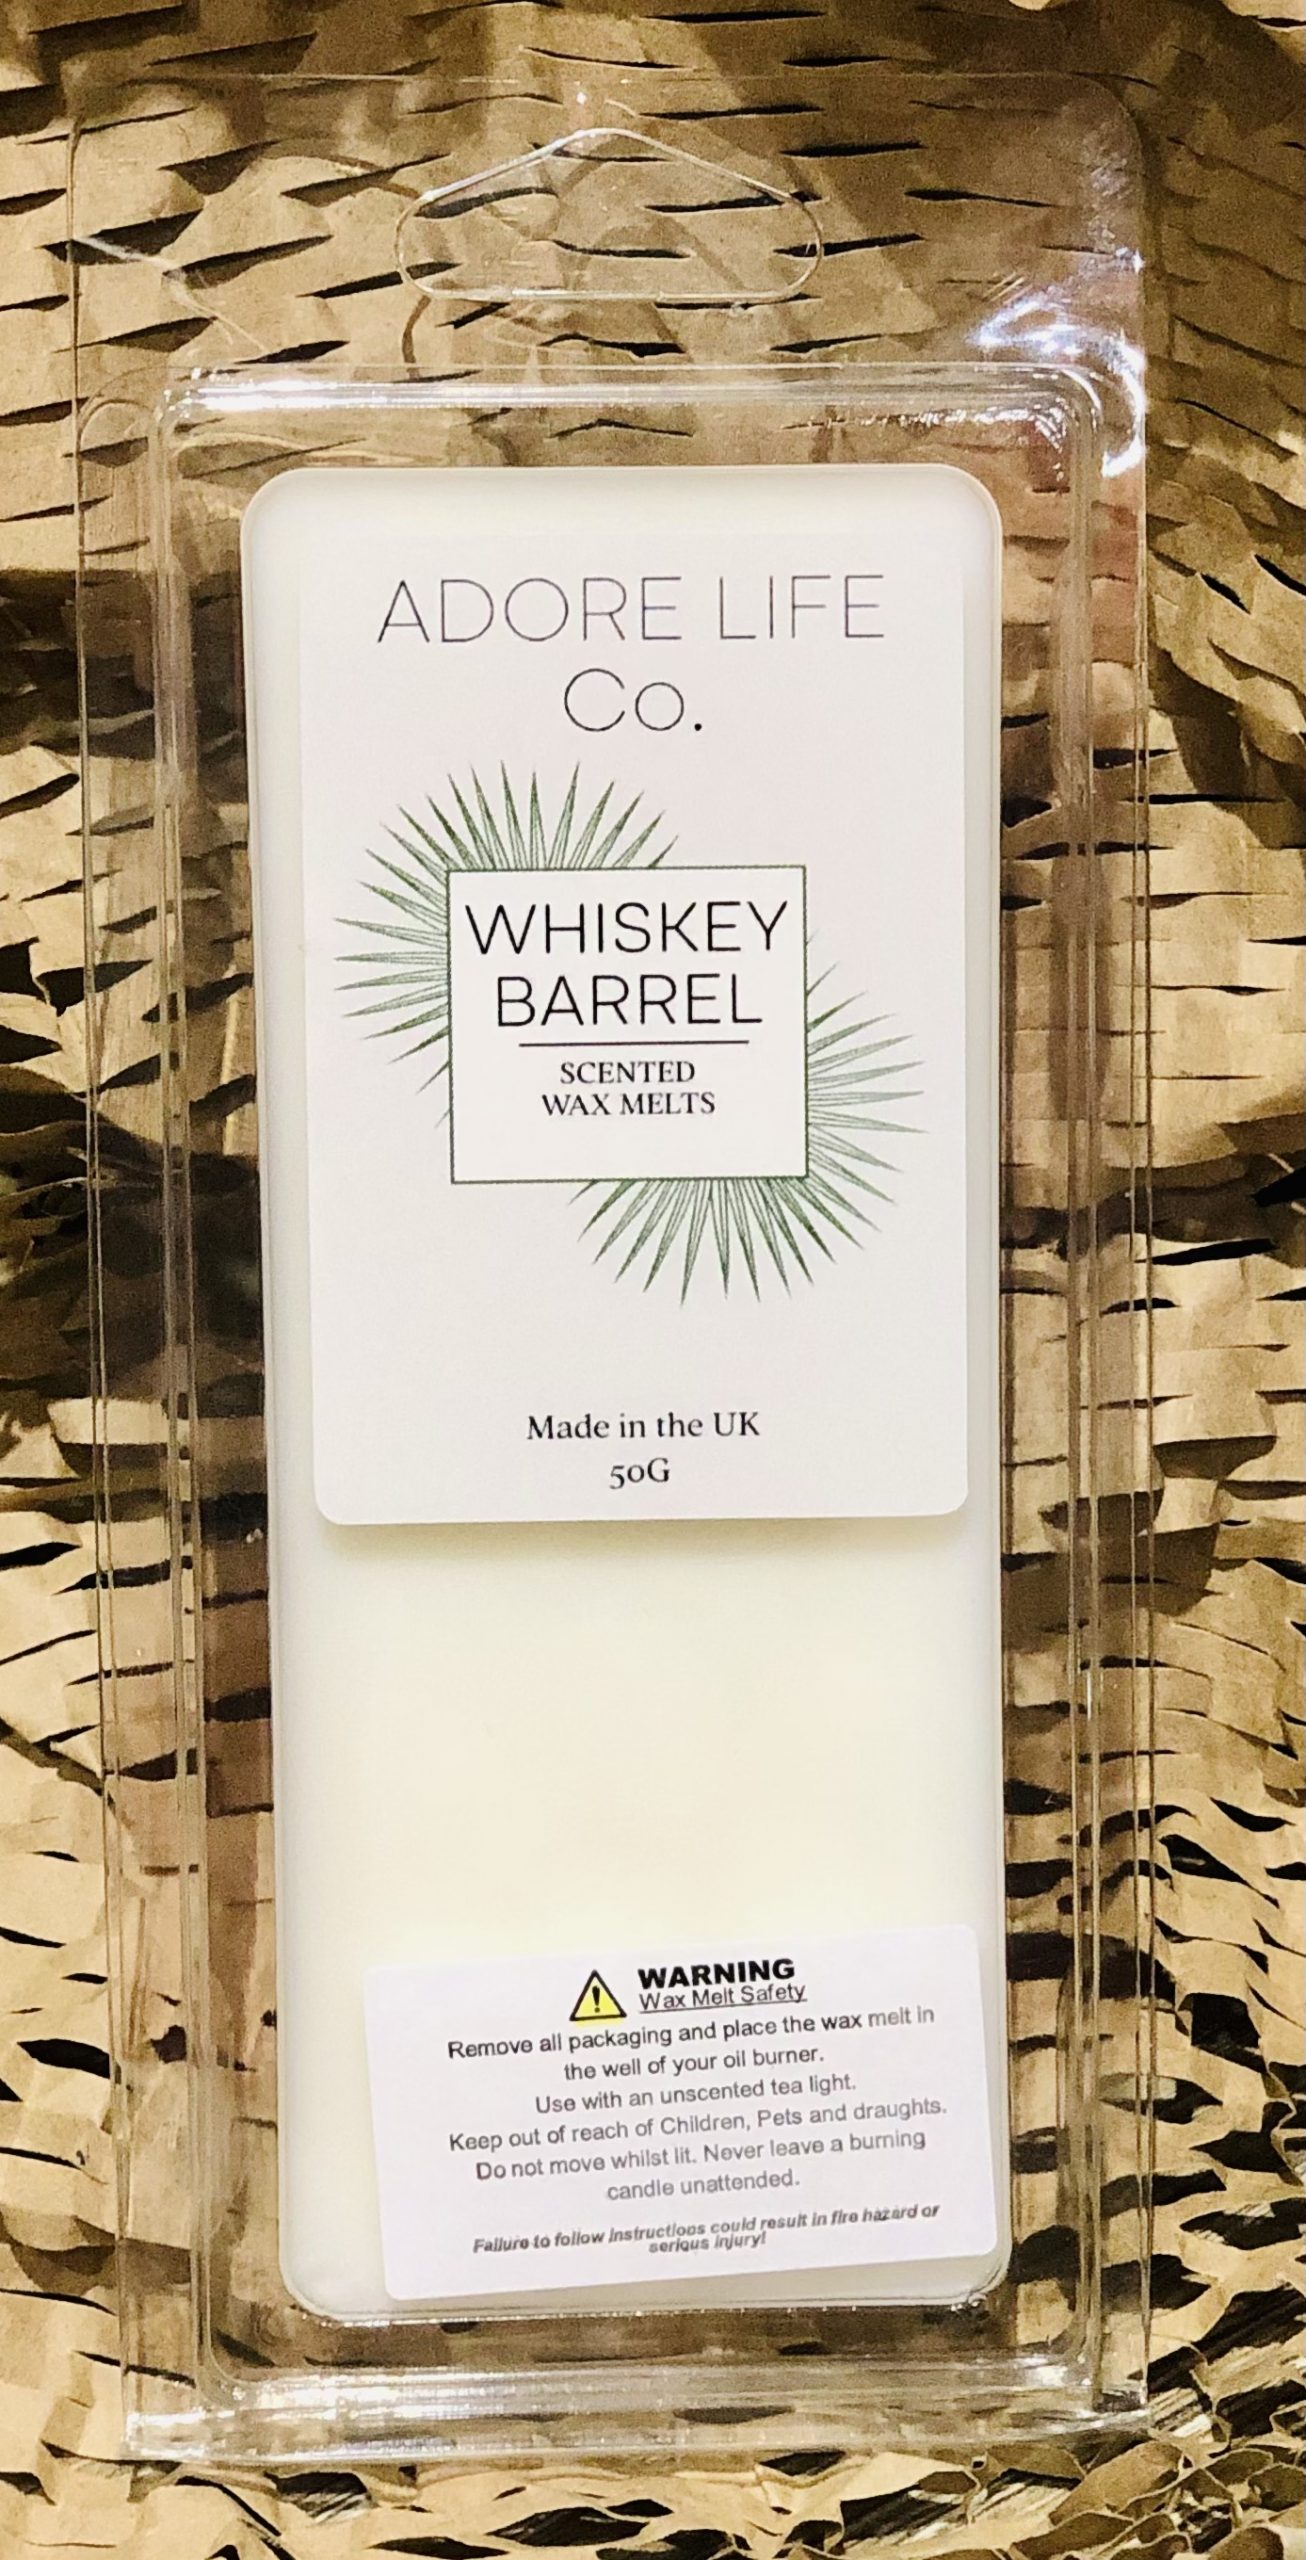 ADORE LIFE
Co.
WHISKEY
BARREL
SCENTED
WAX MELTS
Made in the UK
50G
WARNING
Wax Melt Safety
Remove all packaging and place the wax melt in
the well of your oil burner.
Use with an unscented tea light.
Keep out of reach of Children, Pets and draughts.
Do not move whilst lit. Never leave a burning
candle unattended.
Failure to follow instructions could result in fire hazard or
serious injury!